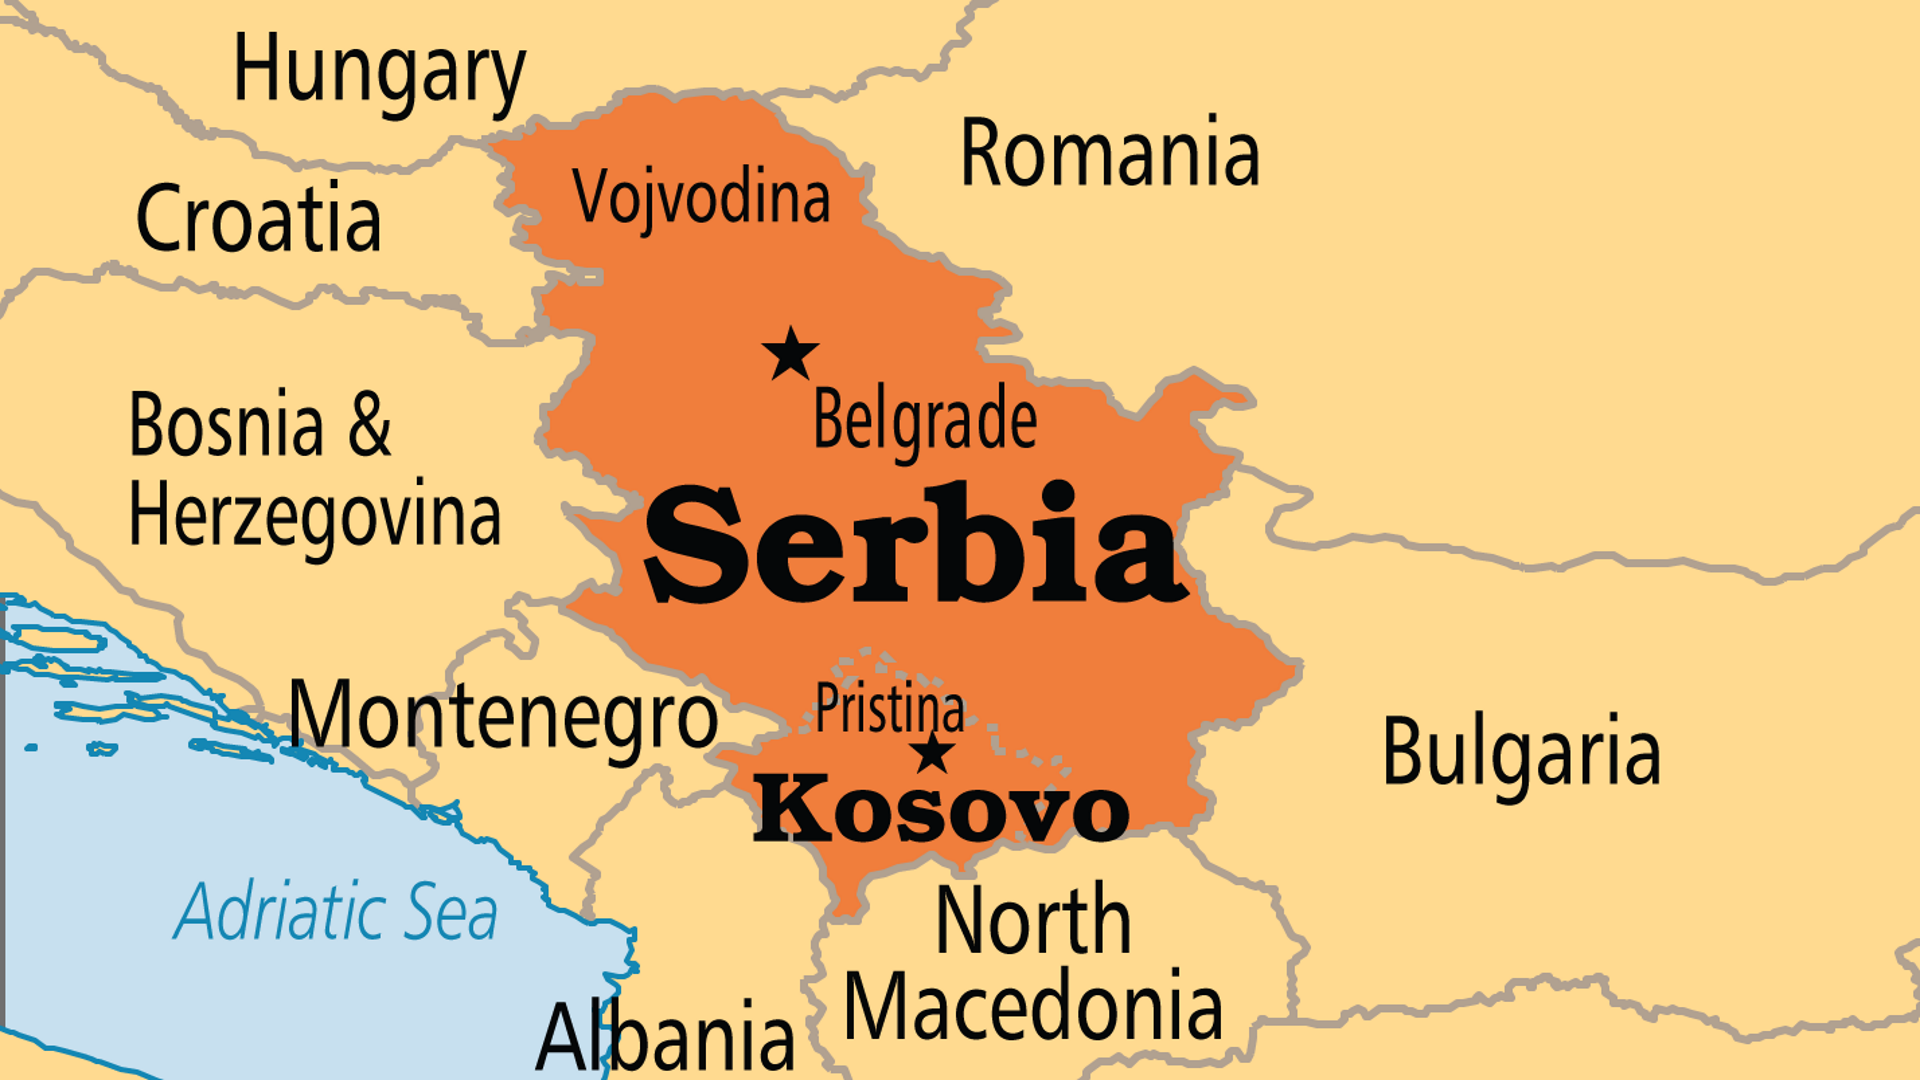 Hungary
Romania
Vojvodina
Croatia
Belgrade
Bosnia &
Herzegovina
Serbia
Montenegro
Pristina
Kosovo
Bulgaria
Adriatic Sea
North
Macedonia
Albania